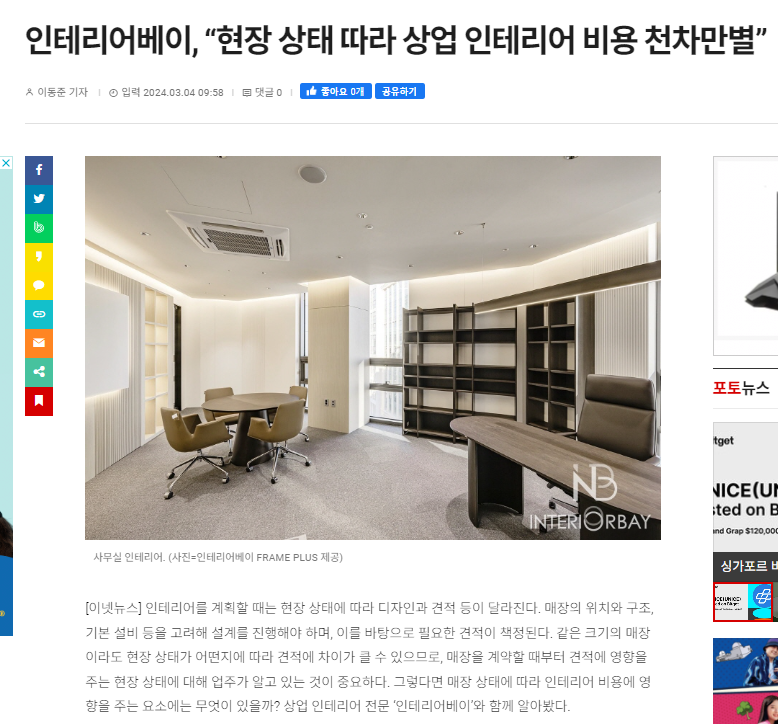 인테리어베이, “현장 상태 따라 상업 인테리어 비용 천차만별”
이동준 기자 입력 2024.03.04 09:58 댓글 0 좋아요 0개 공유하기
INTERIORBAY
사무실 인테리어. (사진=인테리어베이 FRAME PLUS 제공)
[이넷뉴스] 인테리어를 계획할 때는 현장 상태에 따라 디자인과 견적 등이 달라진다. 매장의 위치와 구조,
기본 설비 등을 고려해 설계를 진행해야 하며, 이를 바탕으로 필요한 견적이 책정된다. 같은 크기의 매장
이라도 현장 상태가 어떤지에 따라 견적에 차이가 클 수 있으므로, 매장을 계약할 때부터 견적에 영향을
주는 현장 상태에 대해 업주가 알고 있는 것이 중요하다. 그렇다면 매장 상태에 따라 인테리어 비용에 영
향을 주는 요소에는 무엇이 있을까? 상업 인테리어 전문 ‘인테리어베이’와 함께 알아봤다.
포토뉴스
tget
NICE(UN
sted on B
and Grap $120,000
싱가포르